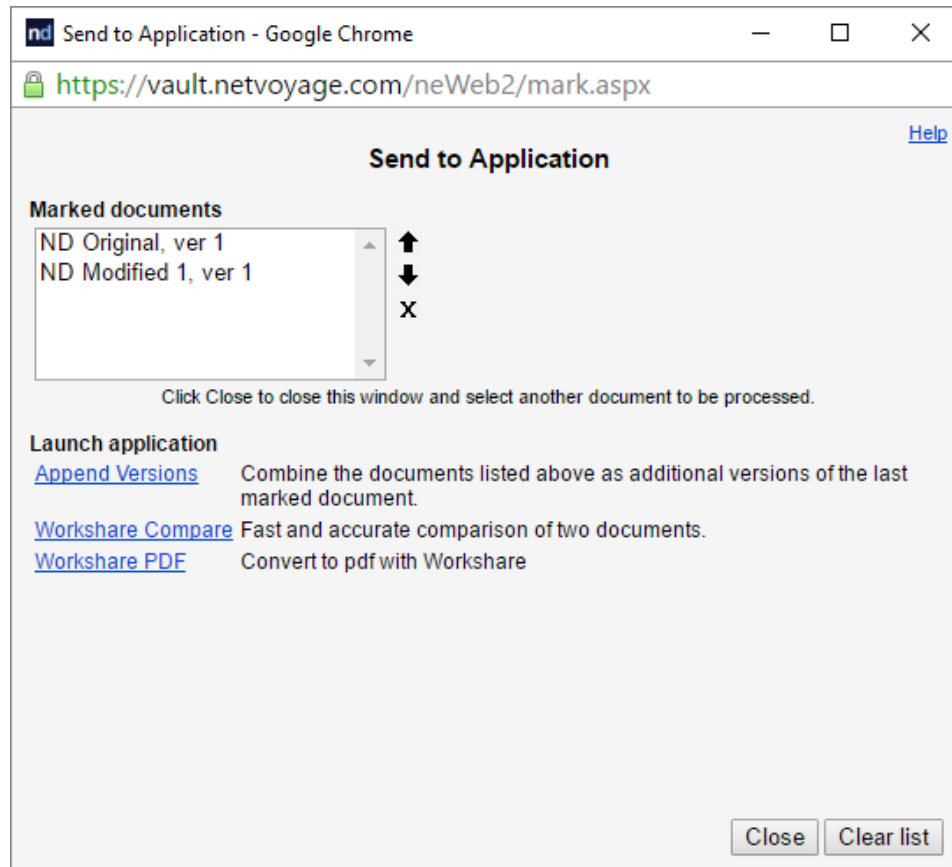 nd Send to Application - Google Chrome
https://vault.netvoyage.com/neWeb2/mark.aspx
Help
Send to Application
Marked documents
ND Original, ver 1
ND Modified 1, ver 1
X
Click Close to close this window and select another document to be processed.
Launch application
Append Versions Combine the documents listed above as additional versions of the last
marked document.
Workshare Compare Fast and accurate comparison of two documents.
Workshare PDF Convert to pdf with Workshare
Close Clear list